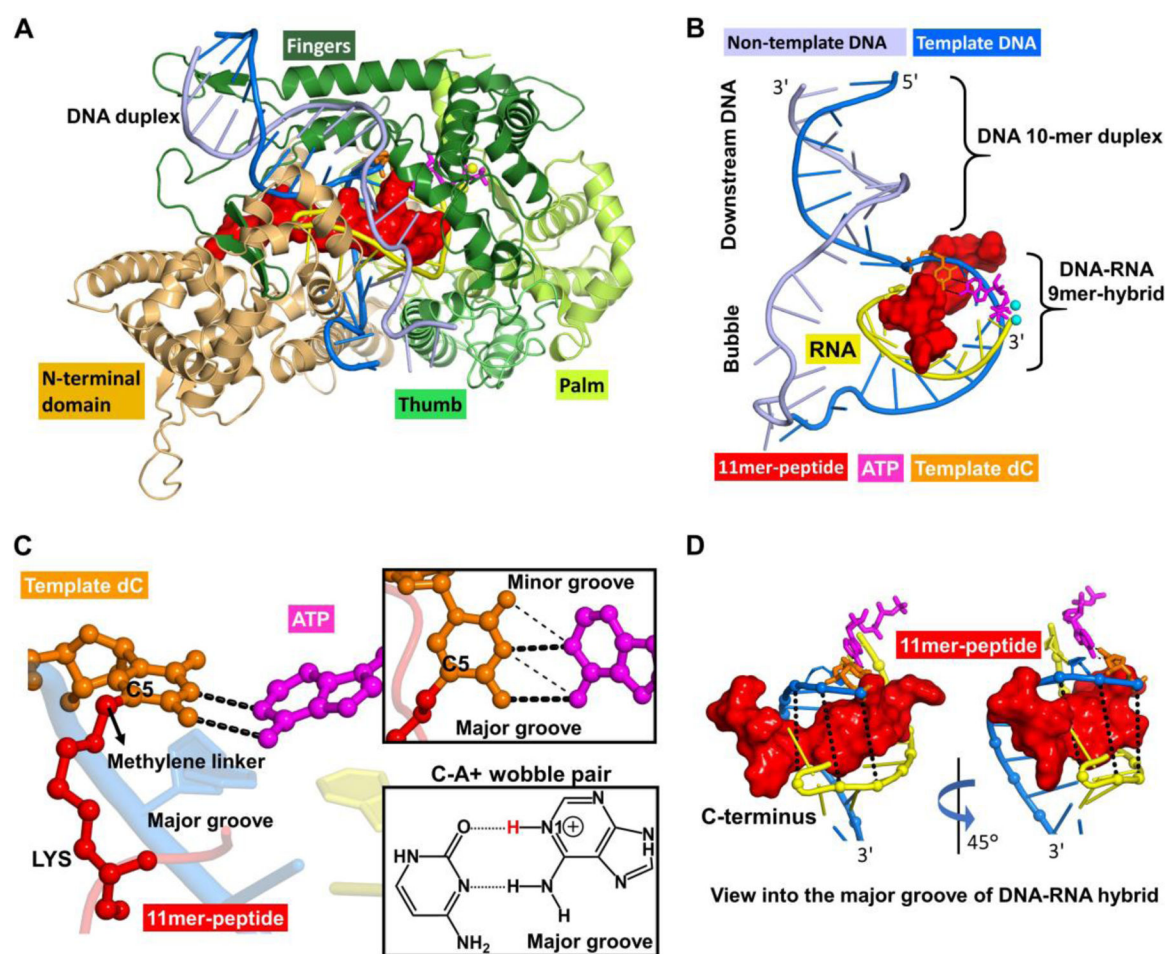 A
Fingers
DNA duplex
N-terminal
domain
Thumb
Palm
B
Non-template DNA
Template DNA
3'
5'
Downstream DNA
DNA 10-mer duplex
Bubble
DNA-RNA
9mer-hybrid
RNA
3'
11mer-peptide
ATP
Template dC
C
Template dC
ATP
C5
Methylene linker
Major groove
LYS
11mer-peptide
Minor groove
C5
Major groove
C-A+ wobble pair
O
H
N1
+
N
HN
N
H
N
N
NH
H
NH2
Major groove
D
11mer-peptide
C-terminus
3'
45°
3'
View into the major groove of DNA-RNA hybrid